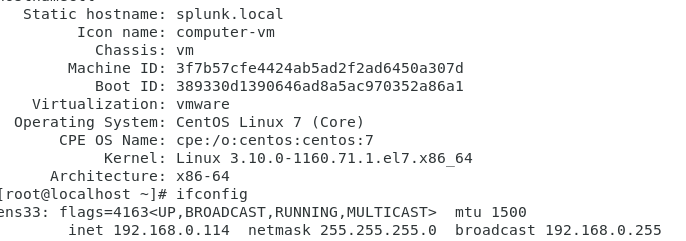 Static hostname: splunk.local
Icon name: computer-vm
Chassis: vm
Machine ID: 3f7b57cfe4424ab5ad2f2ad6450a307d
Boot ID: 389330d1390646ad8a5ac970352a86a1
Virtualization: vmware
Operating System: CentOS Linux 7 (Core)
CPE OS Name: cpe:/o:centos:centos:7
Kernel: Linux 3.10.0-1160.71.1.el7.x86_64
Architecture: x86-64
[root@localhost ~]# ifconfig
ens33: flags=4163<UP,BROADCAST,RUNNING,MULTICAST>  mtu 1500
inet 192.168.0.114  netmask 255.255.255.0  broadcast 192.168.0.255